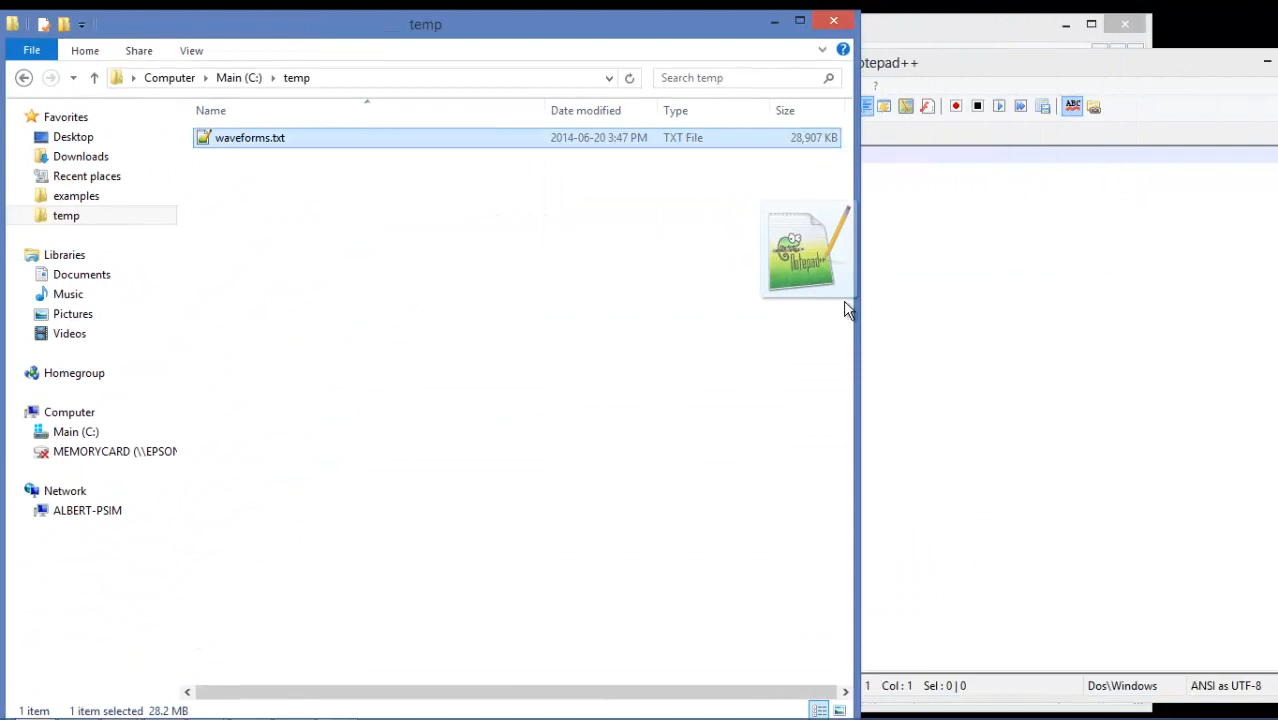 temp
File Home Share View
Computer Main (C:) temp
Search temp
Name Date modified Type Size
waveforms.txt 2014-06-20 3:47 PM TXT File 28,907 KB
Favorites
Desktop
Downloads
Recent places
examples
temp
Libraries
Documents
Music
Pictures
Videos
Homegroup
Computer
Main (C:)
MEMORYCARD (\\EPSON
Network
ALBERT-PSIM
1 item 1 item selected 28.2 MB
Notepad++
otepad++
?
ABC
1 Col : 1 Sel : 0 | 0 Dos\Windows ANSI as UTF-8